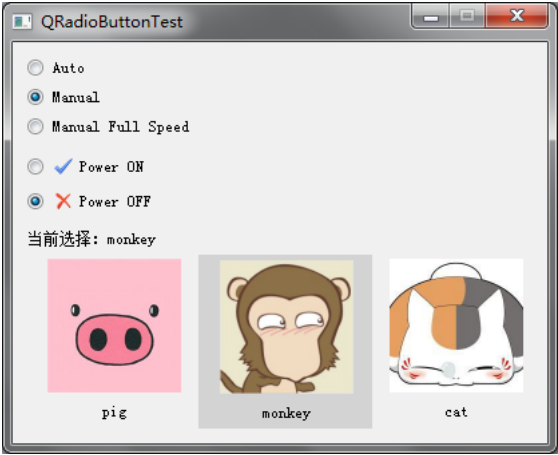 QRadioButtonTest
Auto
Manual
Manual Full Speed
Power ON
Power OFF
当前选择: monkey
pig
monkey
cat